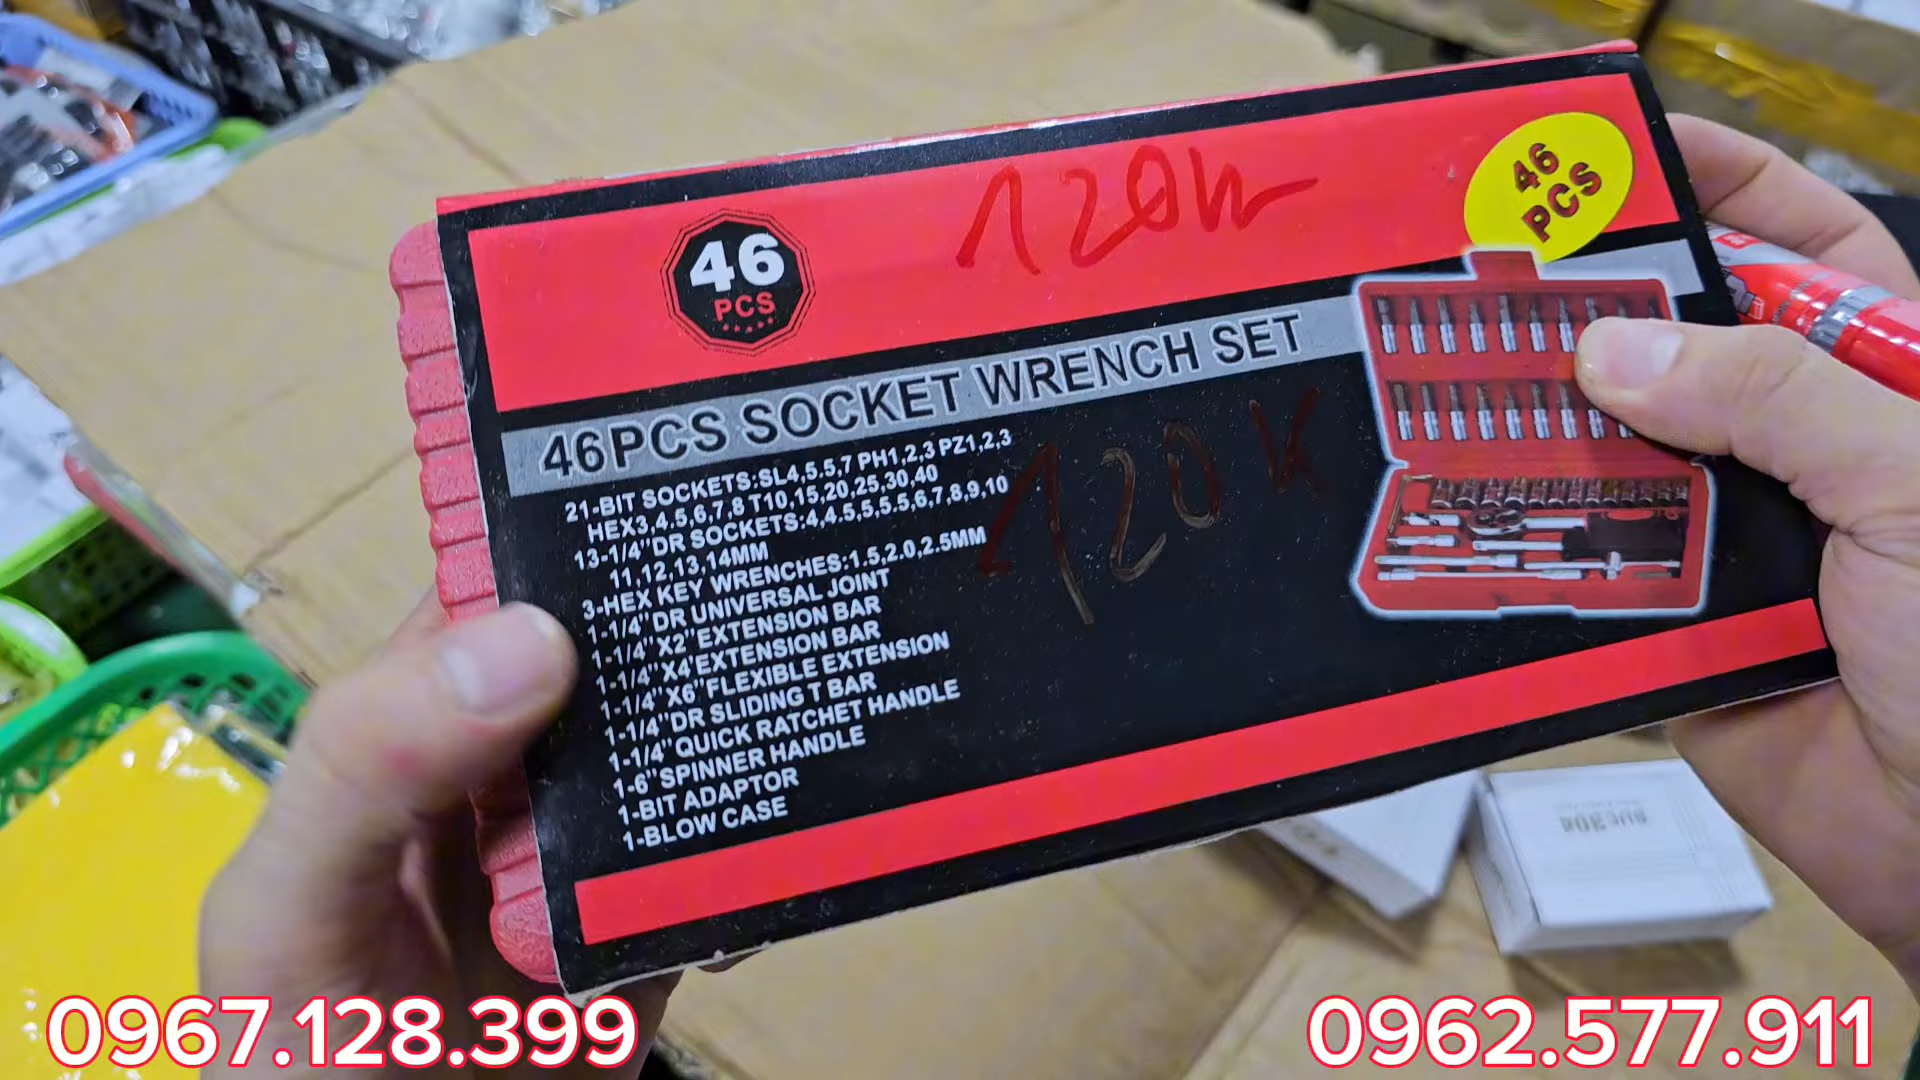 120k
46
PCS
46
PCS
46PCS SOCKET WRENCH SET
120K
21-BIT SOCKETS:SL4,5.5,7 PH1,2,3 PZ1,2,3
HEX3,4.5,6,7,8 T10,15,20,25,30,40
13-1/4"DR SOCKETS:4,4.5,5,5.5,6,7,8,9,10
11,12,13,14MM
3-HEX KEY WRENCHES:1.5,2.0,2.5MM
1-1/4"DR UNIVERSAL JOINT
1-1/4"X2"EXTENSION BAR
1-1/4"X4'EXTENSION BAR
1-1/4"X6"FLEXIBLE EXTENSION
1-1/4"DR SLIDING T BAR
1-1/4"QUICK RATCHET HANDLE
1-6"SPINNER HANDLE
1-BIT ADAPTOR
1-BLOW CASE
0967.128.399
0962.577.911